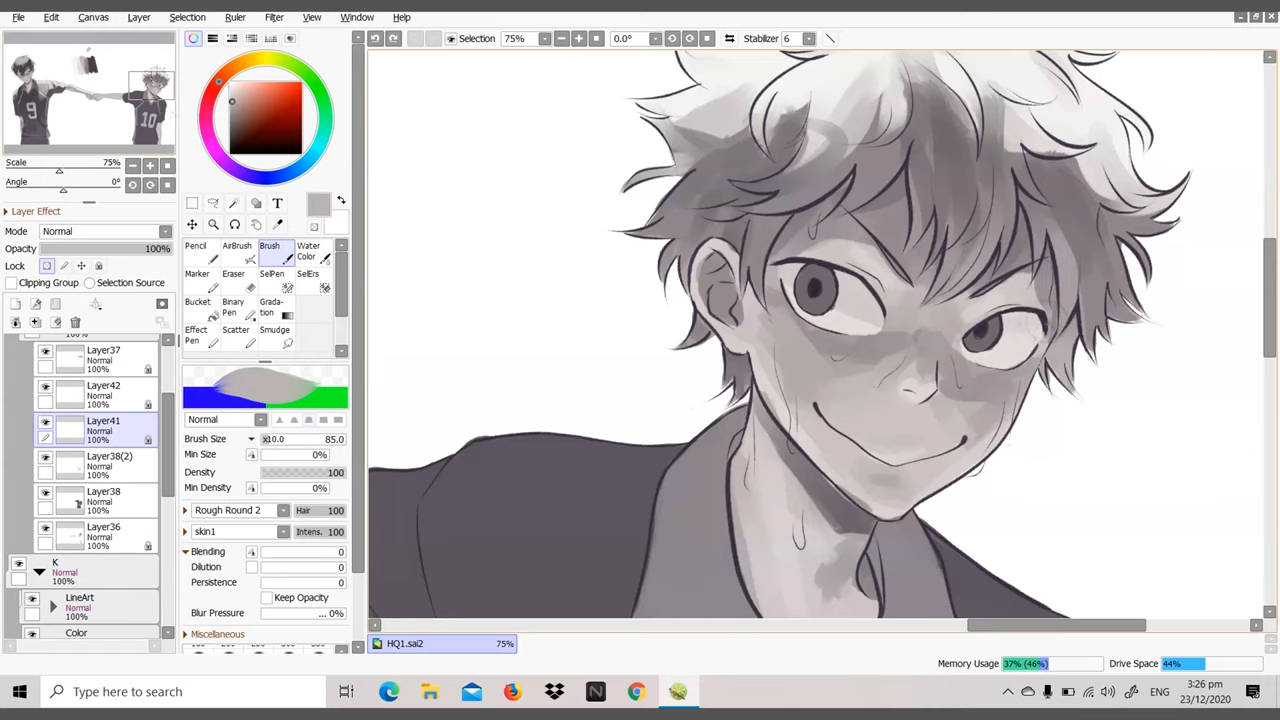 File Edit Canvas Layer Selection Ruler Filter View Window Help
Selection 75% 0.0° Stabilizer 6
9 10
Scale 75%
Angle 0°
Layer Effect
Mode Normal
Opacity 100%
Lock
Clipping Group Selection Source
Layer37
Normal
100%
Layer42
Normal
100%
Layer41
Normal
100%
Layer38(2)
Normal
100%
Layer38
Normal
100%
Layer36
Normal
100%
K
Normal
100%
LineArt
Normal
100%
Color
T
Pencil AirBrush Brush Water Color
Marker Eraser SelPen SelErs
Bucket Binary Pen Gradation
Effect Pen Scatter Smudge
Normal
Brush Size x10.0 85.0
Min Size 0%
Density 100
Min Density 0%
Rough Round 2 Hair 100
skin1 Intens. 100
Blending 0
Dilution 0
Persistence 0
Keep Opacity
Blur Pressure ... 0%
Miscellaneous
HQ1.sai2 75%
Memory Usage 37% (46%) Drive Space 44%
Type here to search
N
ENG
3:26 pm
23/12/2020